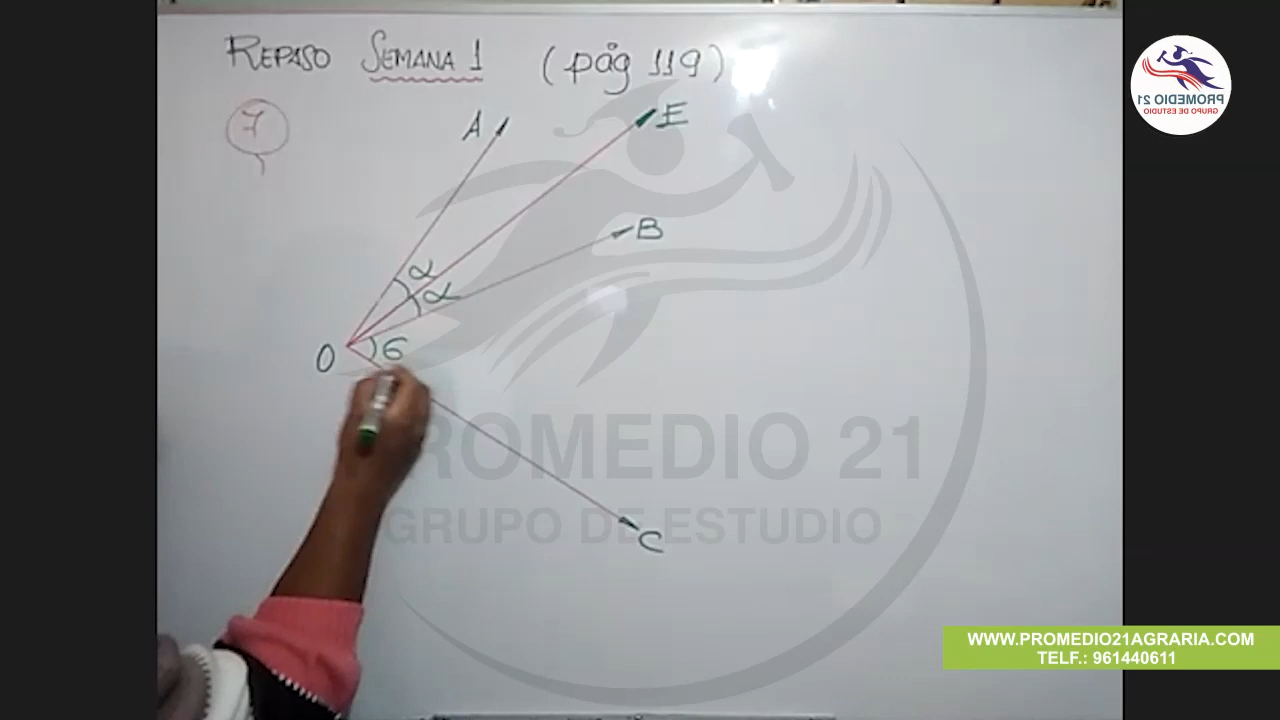 REPASO SEMANA 1 (pág 119)
7
A
E
B
α
α
O
6
C
PROMEDIO 21
GRUPO DE ESTUDIO
PROMEDIO 21
GRUPO DE ESTUDIO
WWW.PROMEDIO21AGRARIA.COM
TELF.: 961440611